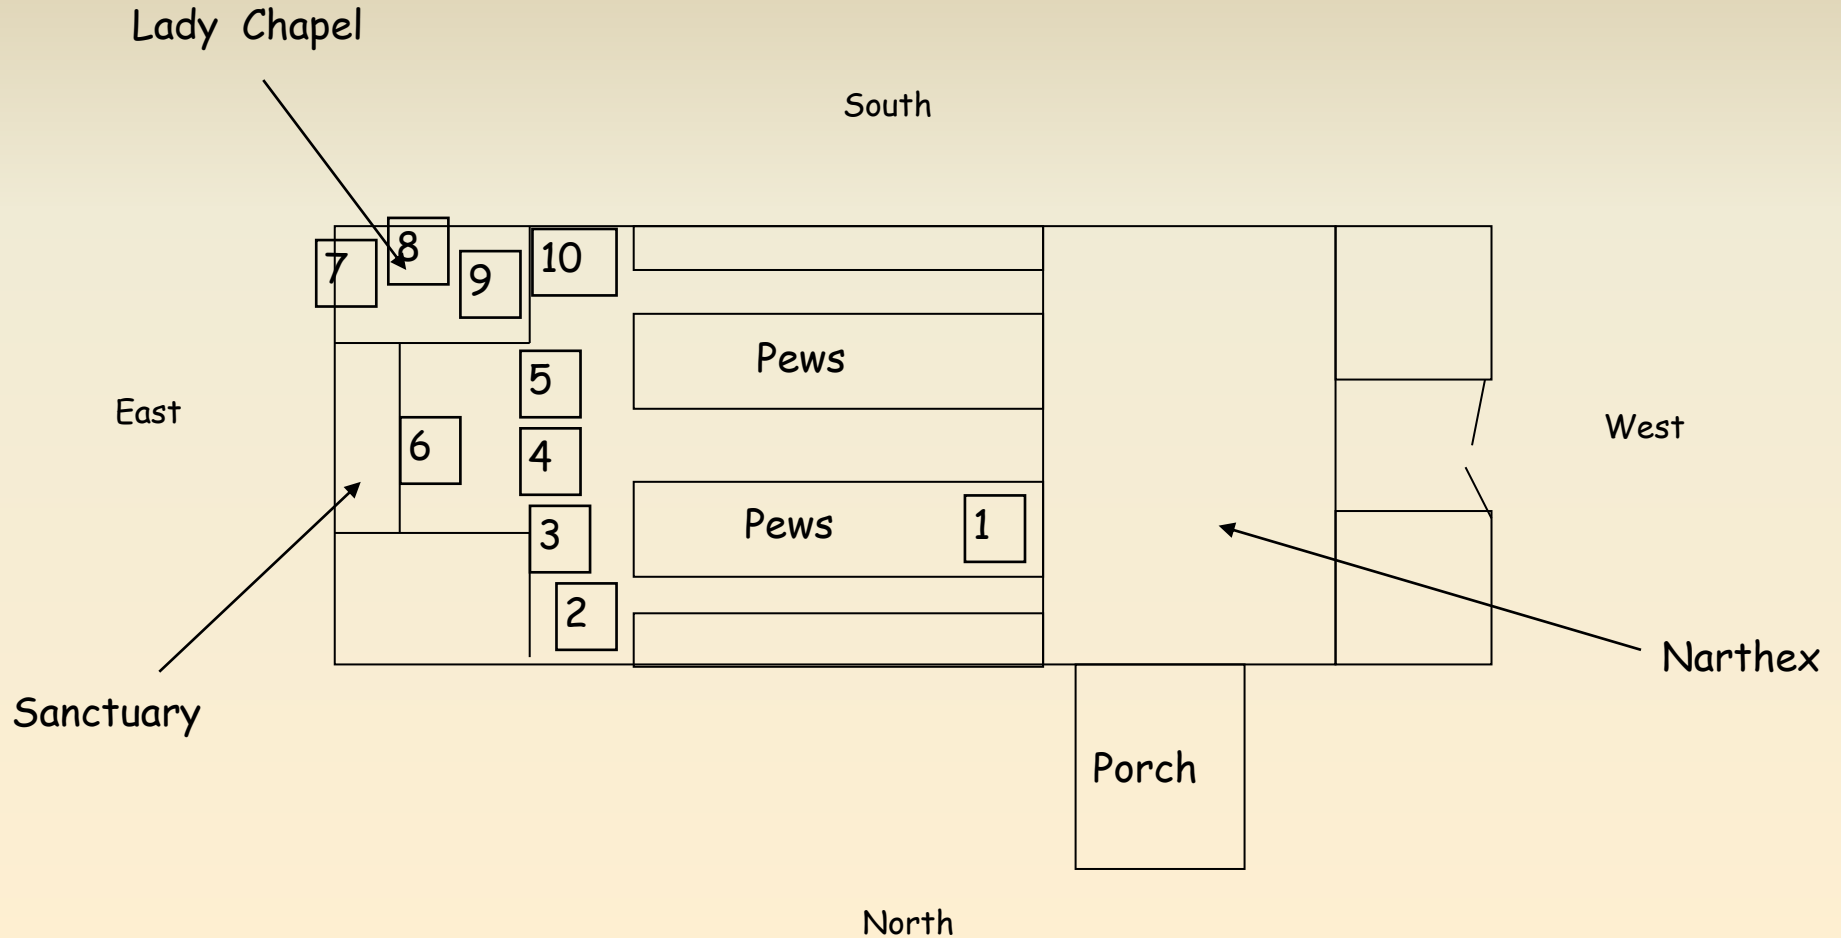 Lady Chapel
South
8
7
10
9
Pews
5
East
West
6
4
Pews
1
3
2
Narthex
Sanctuary
Porch
North